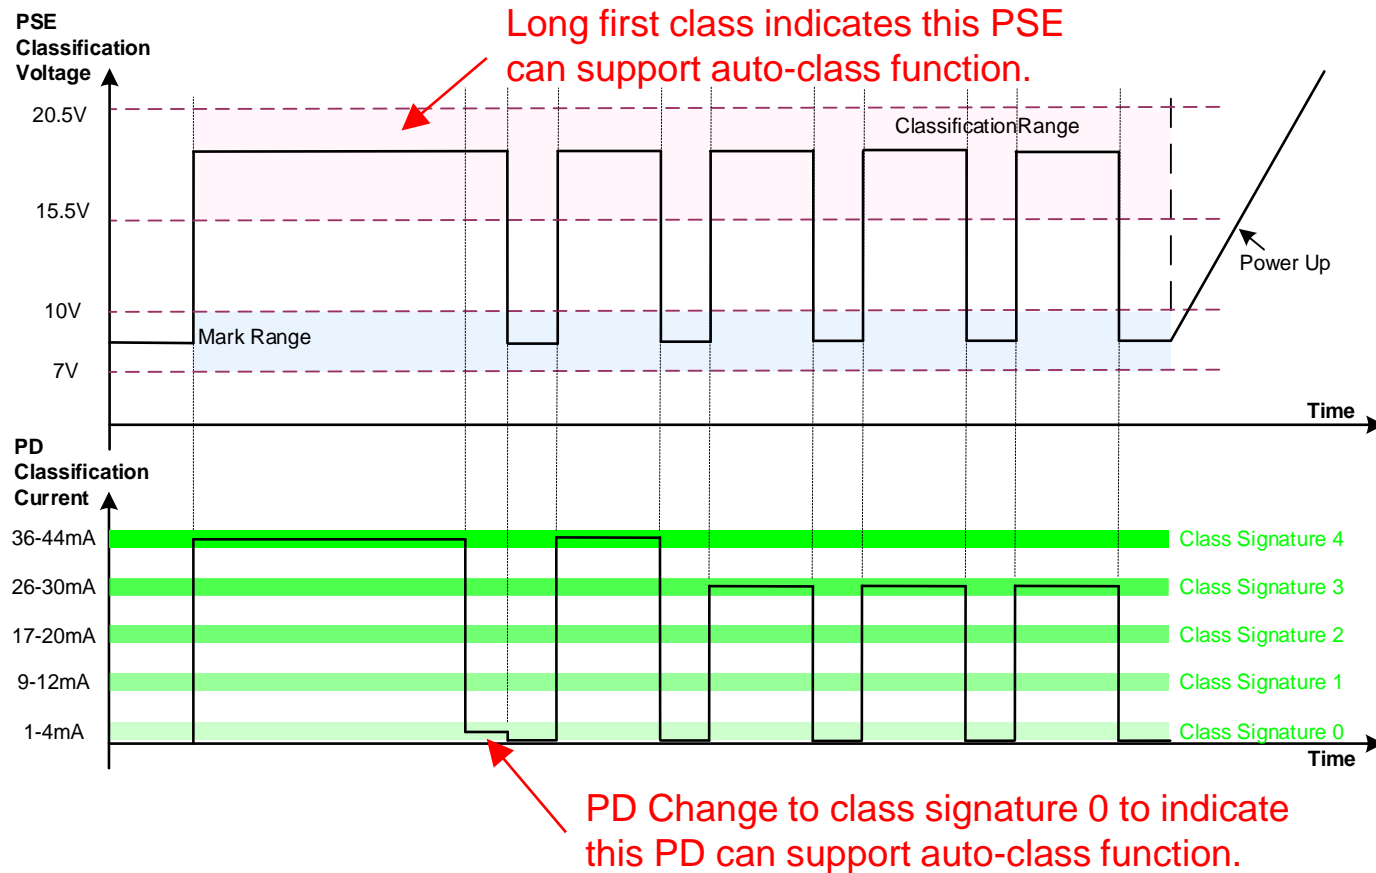 PSE
Classification
Voltage
Long first class indicates this PSE
can support auto-class function.
20.5V
ClassificationRange
15.5V
Power Up
10V
Mark Range
7V
Time
PD
Classification
Current
36-44mA
Class Signature 4
26-30mA
Class Signature 3
17-20mA
Class Signature 2
9-12mA
Class Signature 1
1-4mA
Class Signature 0
Time
PD Change to class signature 0 to indicate
this PD can support auto-class function.